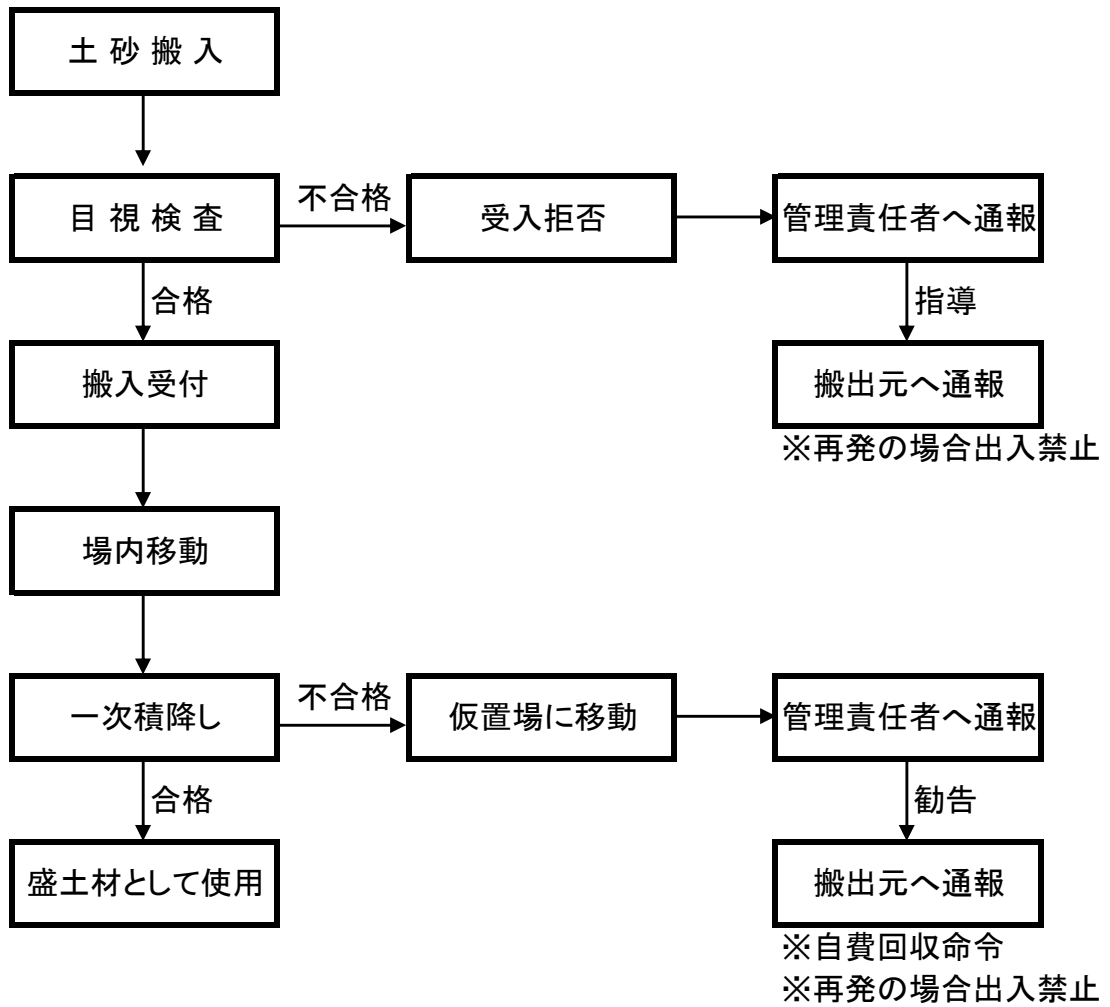 土 砂 搬 入
目 視 検 査
不合格
受入拒否
管理責任者へ通報
合格
指導
搬入受付
搬出元へ通報
※再発の場合出入禁止
場内移動
一次積降し
不合格
仮置場に移動
管理責任者へ通報
合格
勧告
盛土材として使用
搬出元へ通報
※自費回収命令
※再発の場合出入禁止